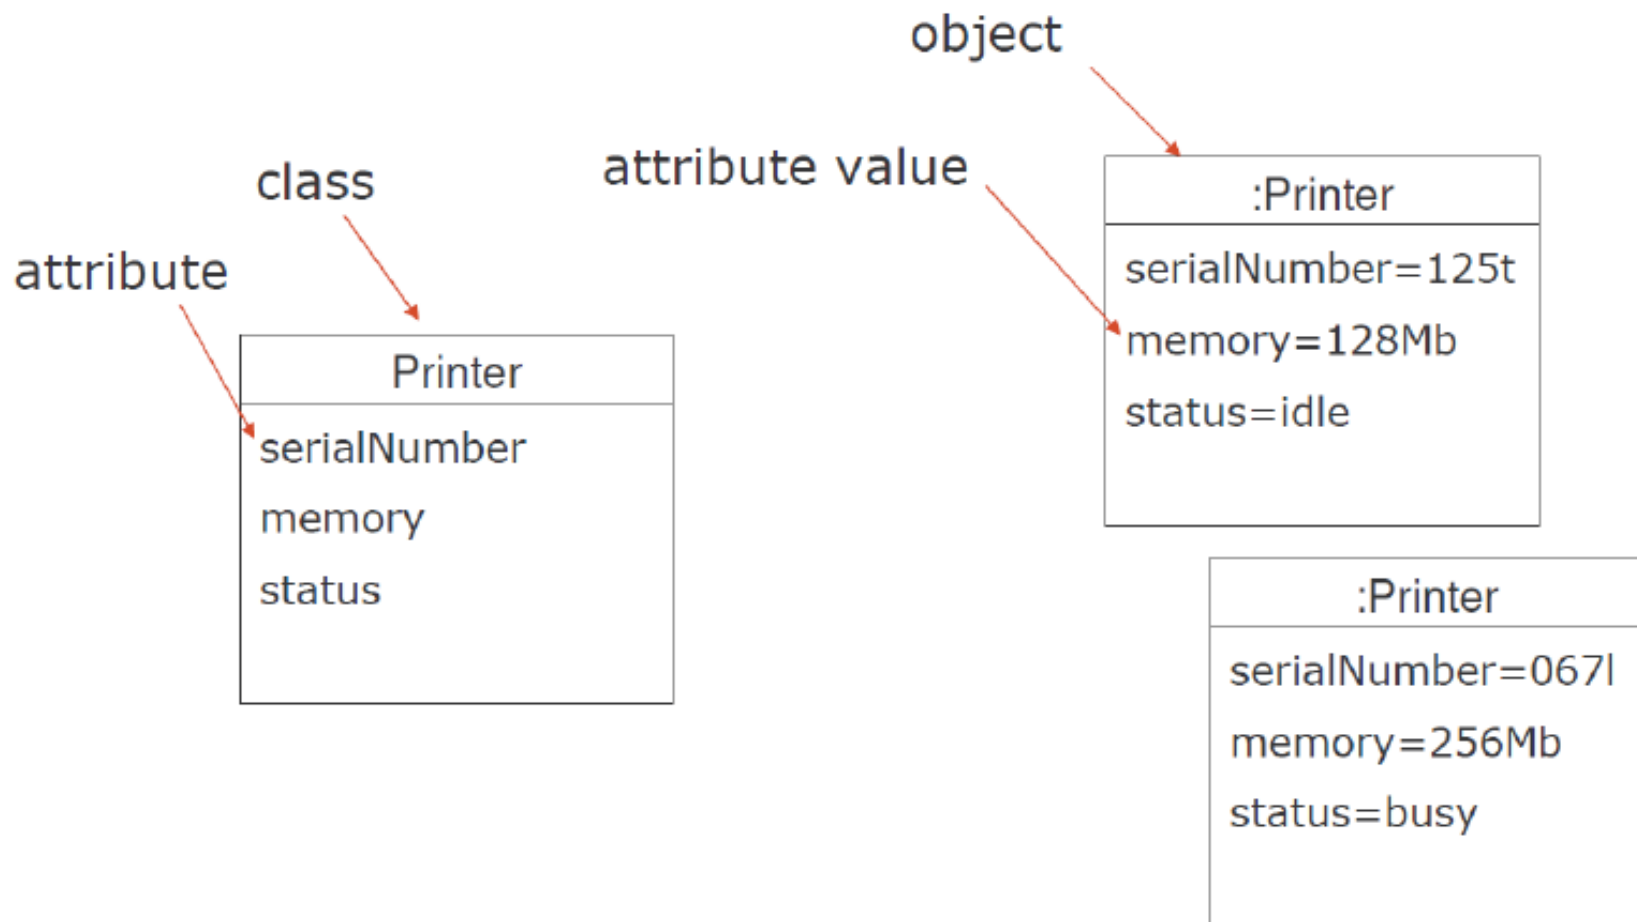 object
attribute value
class
attribute
Printer
serialNumber
memory
status
:Printer
serialNumber=125t
memory=128Mb
status=idle
:Printer
serialNumber=067l
memory=256Mb
status=busy